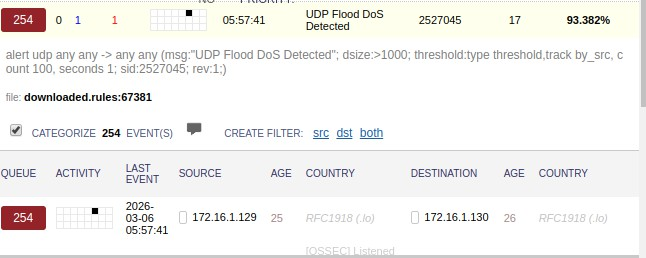 NO PRIORITY:
254 0 1 1 05:57:41 UDP Flood DoS Detected 2527045 17 93.382%
alert udp any any -> any any (msg:"UDP Flood DoS Detected"; dsize:>1000; threshold:type threshold,track by_src, c
ount 100, seconds 1; sid:2527045; rev:1;)
file: downloaded.rules:67381
CATEGORIZE 254 EVENT(S) CREATE FILTER: src dst both
QUEUE ACTIVITY LAST EVENT SOURCE AGE COUNTRY DESTINATION AGE COUNTRY
254 2026-03-06 05:57:41 172.16.1.129 25 RFC1918 (.lo) 172.16.1.130 26 RFC1918 (.lo)
[OSSEC] Listened